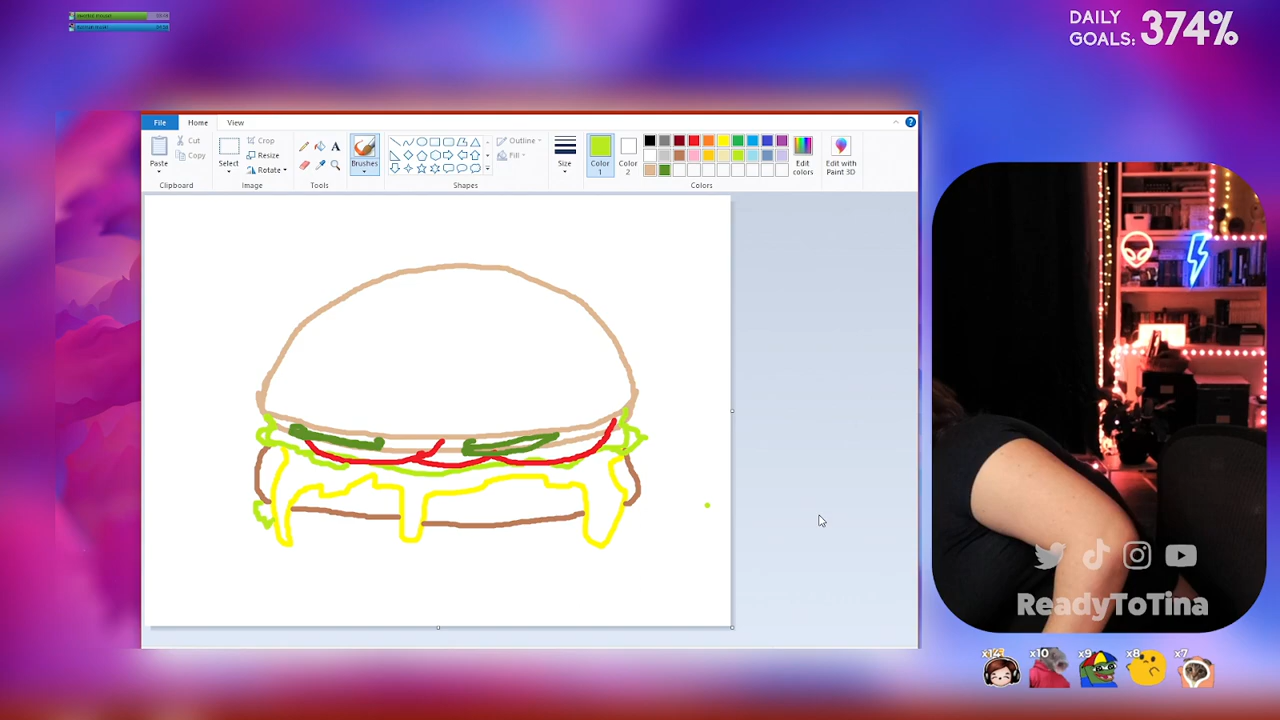 DAILY
GOALS: 374%
File
Home
View
Paste
Cut
Copy
Clipboard
Select
Crop
Resize
Rotate
Image
A
Tools
Brushes
Shapes
Outline
Fill
Size
Color
1
Color
2
Edit
colors
Colors
Edit with
Paint 3D
ReadyToTina
x14
x10
x9
x8
x7